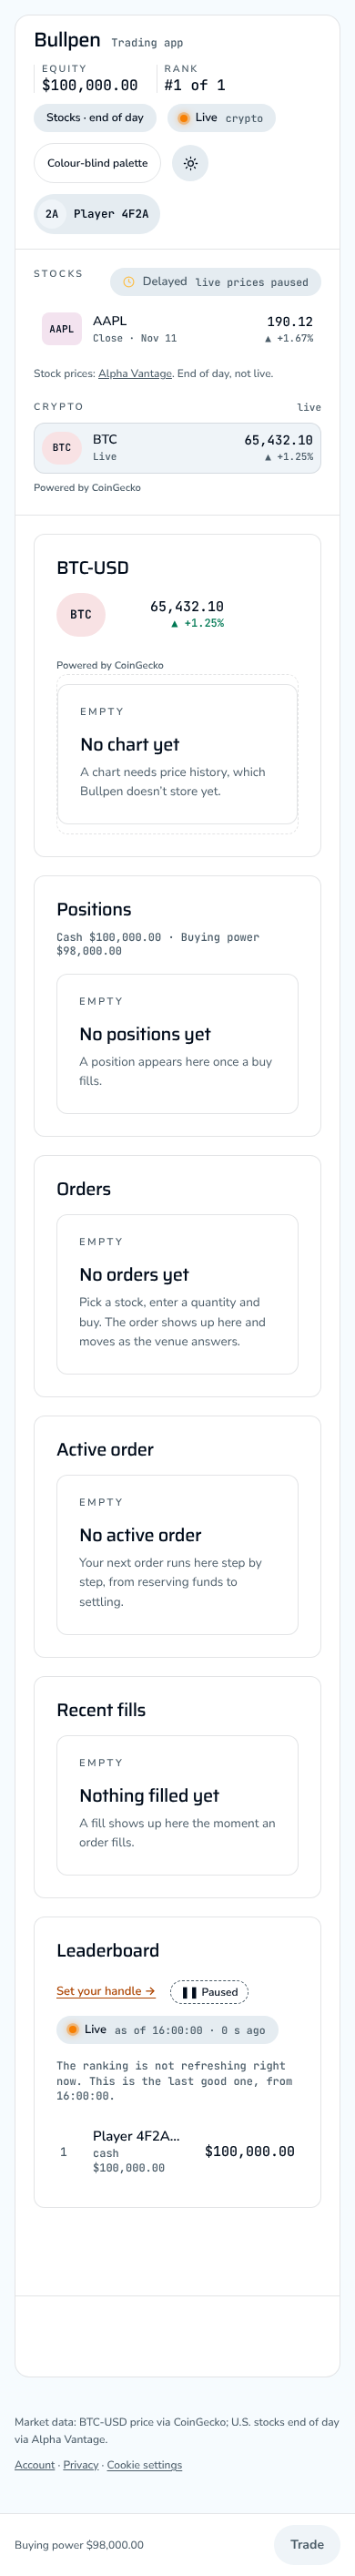 Bullpen Trading app
EQUITY
$100,000.00
RANK
#1 of 1
Stocks · end of day
Live crypto
Colour-blind palette
2A Player 4F2A
STOCKS
Delayed live prices paused
AAPL
AAPL
Close · Nov 11
190.12
▲ +1.67%
Stock prices: Alpha Vantage. End of day, not live.
CRYPTO
live
BTC
BTC
Live
65,432.10
▲ +1.25%
Powered by CoinGecko
BTC-USD
BTC
65,432.10
▲ +1.25%
Powered by CoinGecko
EMPTY
No chart yet
A chart needs price history, which
Bullpen doesn’t store yet.
Positions
Cash $100,000.00 · Buying power
$98,000.00
EMPTY
No positions yet
A position appears here once a buy
fills.
Orders
EMPTY
No orders yet
Pick a stock, enter a quantity and
buy. The order shows up here and
moves as the venue answers.
Active order
EMPTY
No active order
Your next order runs here step by
step, from reserving funds to
settling.
Recent fills
EMPTY
Nothing filled yet
A fill shows up here the moment an
order fills.
Leaderboard
Set your handle →
❚❚ Paused
Live as of 16:00:00 · 0 s ago
The ranking is not refreshing right
now. This is the last good one, from
16:00:00.
1
Player 4F2A…
cash
$100,000.00
$100,000.00
Market data: BTC-USD price via CoinGecko; U.S. stocks end of day
via Alpha Vantage.
Account · Privacy · Cookie settings
Buying power $98,000.00
Trade